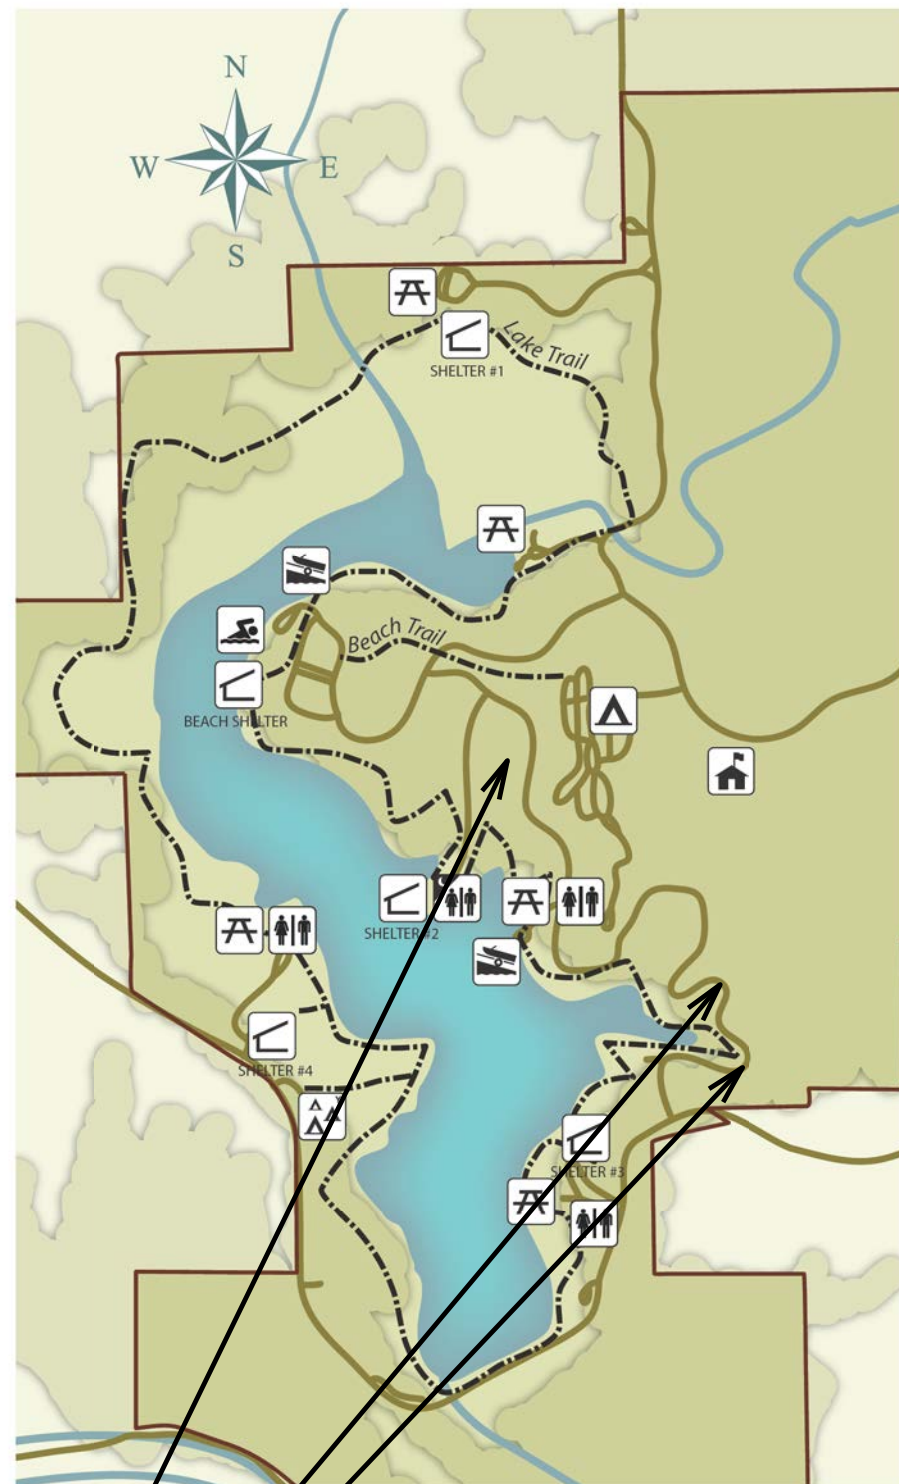 N
W E
S
Lake Trail
SHELTER #1
Beach Trail
BEACH SHELTER
SHELTER #2
SHELTER #4
SHELTER #3